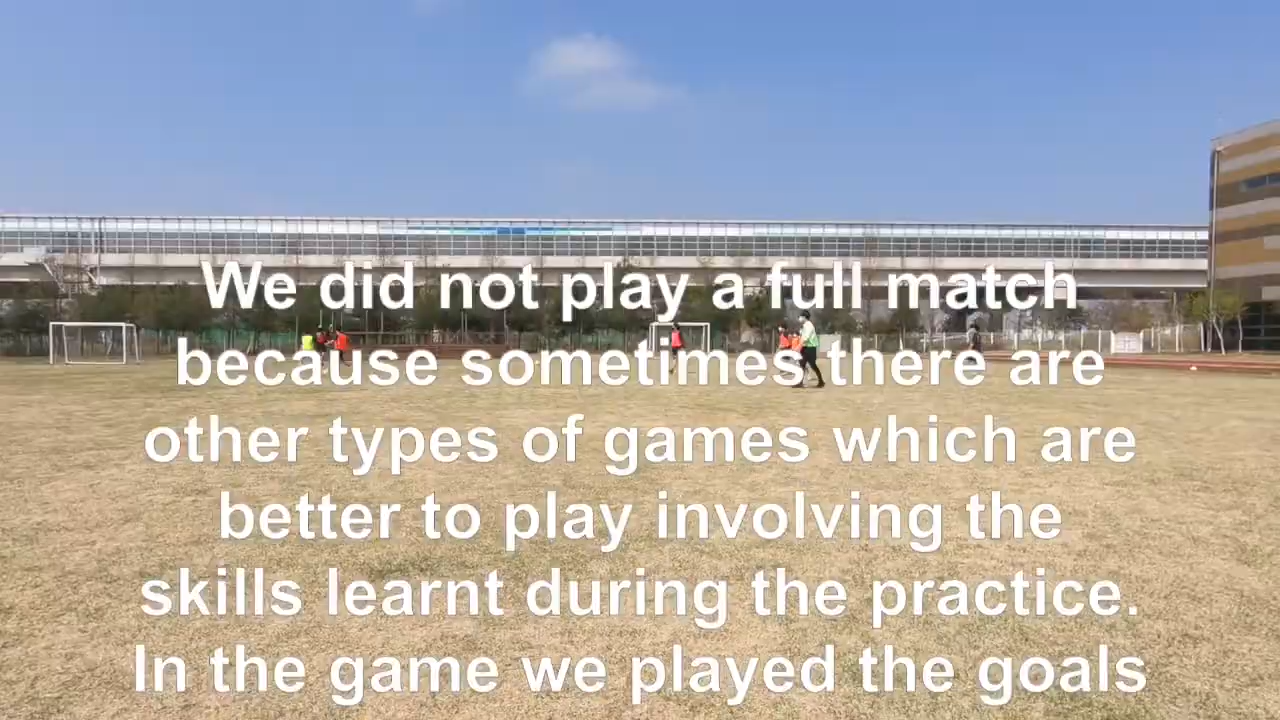 We did not play a full match
because sometimes there are
other types of games which are
better to play involving the
skills learnt during the practice.
In the game we played the goals